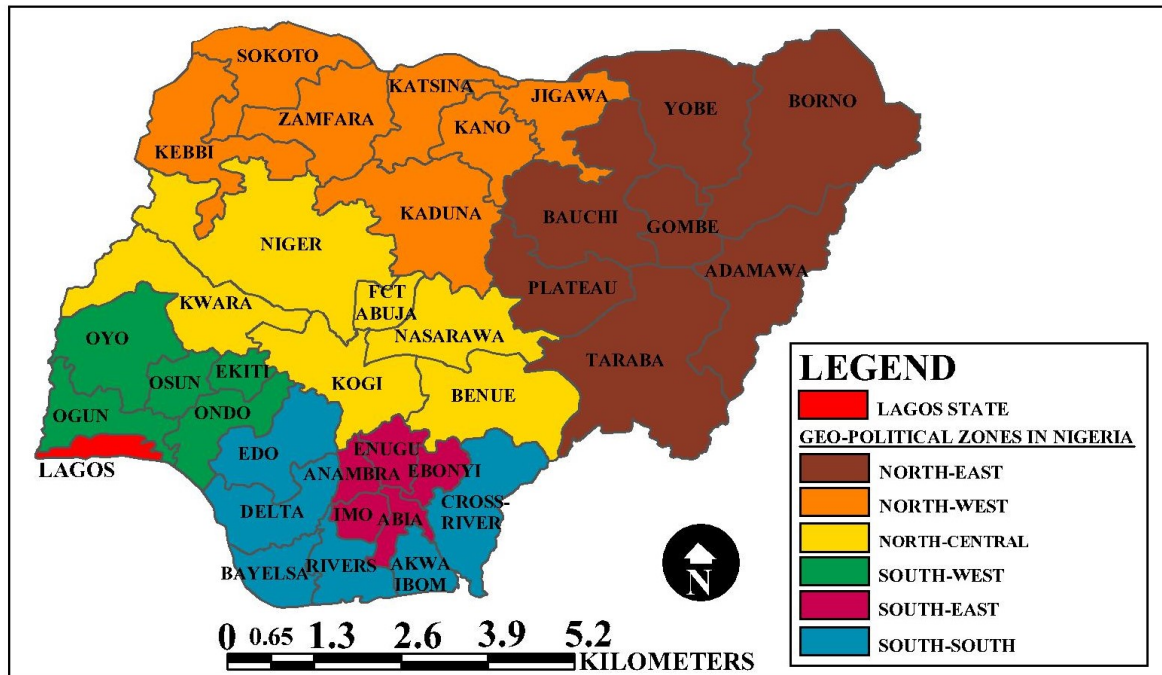 SOKOTO
KATSINA
JIGAWA
YOBE
BORNO
ZAMFARA
KANO
KEBBI
KADUNA
BAUCHI
GOMBE
NIGER
ADAMAWA
PLATEAU
FCT
ABUJA
KWARA
NASARAWA
OYO
TARABA
OSUN
EKITI
KOGI
BENUE
OGUN
ONDO
EDO
ENUGU
LAGOS
ANAMBRA
EBONYI
CROSS-
RIVER
DELTA
IMO
ABIA
BAYELSA
RIVERS
AKWA
IBOM
N
0 0.65 1.3 2.6 3.9 5.2
KILOMETERS
LEGEND
LAGOS STATE
GEO-POLITICAL ZONES IN NIGERIA
NORTH-EAST
NORTH-WEST
NORTH-CENTRAL
SOUTH-WEST
SOUTH-EAST
SOUTH-SOUTH